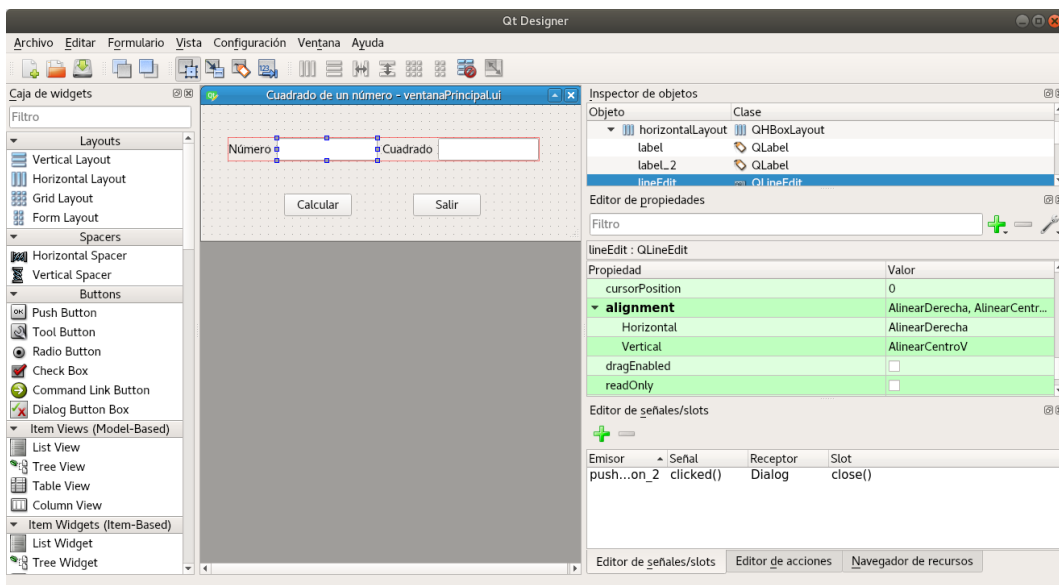 Qt Designer
Archivo Editar Formulario Vista Configuración Ventana Ayuda
Caja de widgets
Filtro
Layouts
Vertical Layout
Horizontal Layout
Grid Layout
Form Layout
Spacers
Horizontal Spacer
Vertical Spacer
Buttons
OK Push Button
Tool Button
Radio Button
Check Box
Command Link Button
Dialog Button Box
Item Views (Model-Based)
List View
Tree View
Table View
Column View
Item Widgets (Item-Based)
List Widget
Tree Widget
Cuadrado de un número - ventanaPrincipal.ui
Número Cuadrado
Calcular Salir
Inspector de objetos
Objeto Clase
horizontalLayout QHBoxLayout
label QLabel
label_2 QLabel
lineEdit QLineEdit
Editor de propiedades
Filtro
lineEdit : QLineEdit
Propiedad Valor
cursorPosition 0
alignment AlinearDerecha, AlinearCentr...
Horizontal AlinearDerecha
Vertical AlinearCentroV
dragEnabled
readOnly
Editor de señales/slots
Emisor Señal Receptor Slot
push...on_2 clicked() Dialog close()
Editor de señales/slots Editor de acciones Navegador de recursos